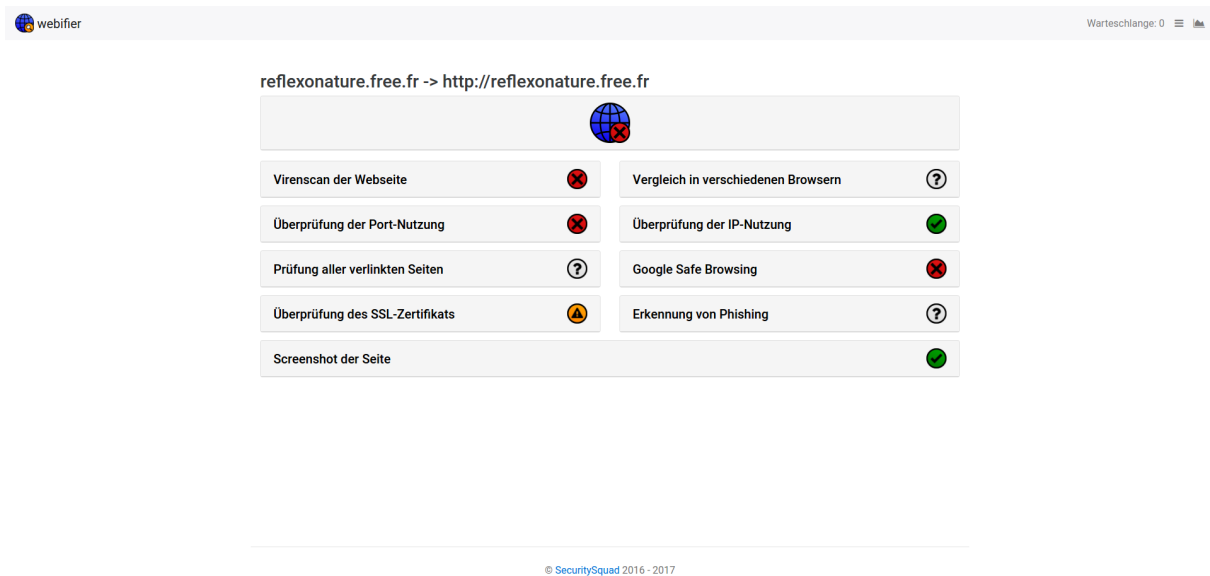 webifier
Warteschlange: 0
reflexonature.free.fr -> http://reflexonature.free.fr
Virenscan der Webseite
Vergleich in verschiedenen Browsern
Überprüfung der Port-Nutzung
Überprüfung der IP-Nutzung
Prüfung aller verlinkten Seiten
Google Safe Browsing
Überprüfung des SSL-Zertifikats
Erkennung von Phishing
Screenshot der Seite
© SecuritySquad 2016 - 2017